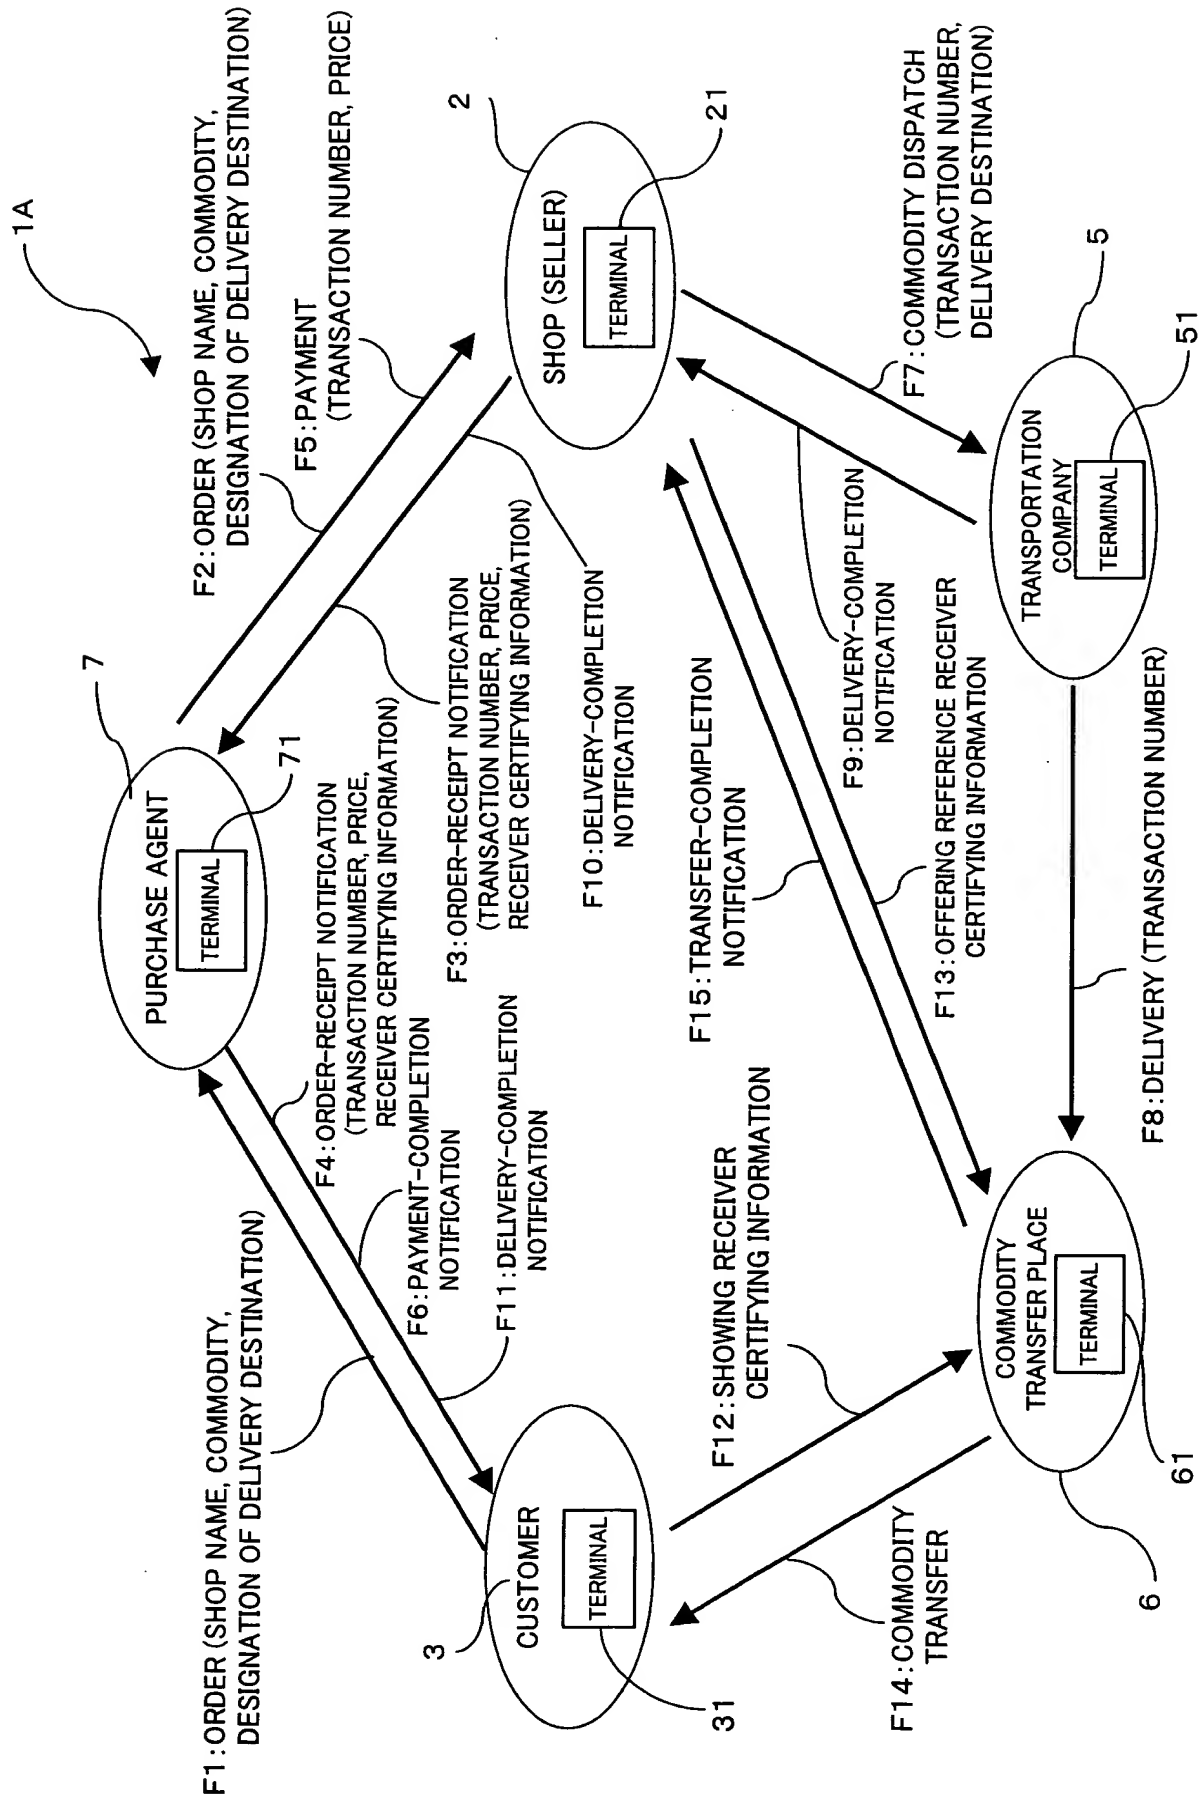 1A
F1:ORDER (SHOP NAME, COMMODITY,
DESIGNATION OF DELIVERY DESTINATION)
F2:ORDER (SHOP NAME, COMMODITY,
DESIGNATION OF DELIVERY DESTINATION)
F5:PAYMENT
(TRANSACTION NUMBER, PRICE)
7
PURCHASE AGENT
TERMINAL
71
F4:ORDER-RECEIPT NOTIFICATION
(TRANSACTION NUMBER, PRICE,
RECEIVER CERTIFYING INFORMATION)
F6:PAYMENT-COMPLETION
NOTIFICATION
F11:DELIVERY-COMPLETION
NOTIFICATION
F3:ORDER-RECEIPT NOTIFICATION
(TRANSACTION NUMBER, PRICE,
RECEIVER CERTIFYING INFORMATION)
F10:DELIVERY-COMPLETION
NOTIFICATION
2
SHOP (SELLER)
TERMINAL
21
3
CUSTOMER
TERMINAL
31
F12:SHOWING RECEIVER
CERTIFYING INFORMATION
F14:COMMODITY
TRANSFER
F15:TRANSFER-COMPLETION
NOTIFICATION
F13:OFFERING REFERENCE RECEIVER
CERTIFYING INFORMATION
F9:DELIVERY-COMPLETION
NOTIFICATION
F7:COMMODITY DISPATCH
(TRANSACTION NUMBER,
DELIVERY DESTINATION)
COMMODITY
TRANSFER PLACE
TERMINAL
6
61
F8:DELIVERY (TRANSACTION NUMBER)
5
TRANSPORTATION
COMPANY
TERMINAL
51